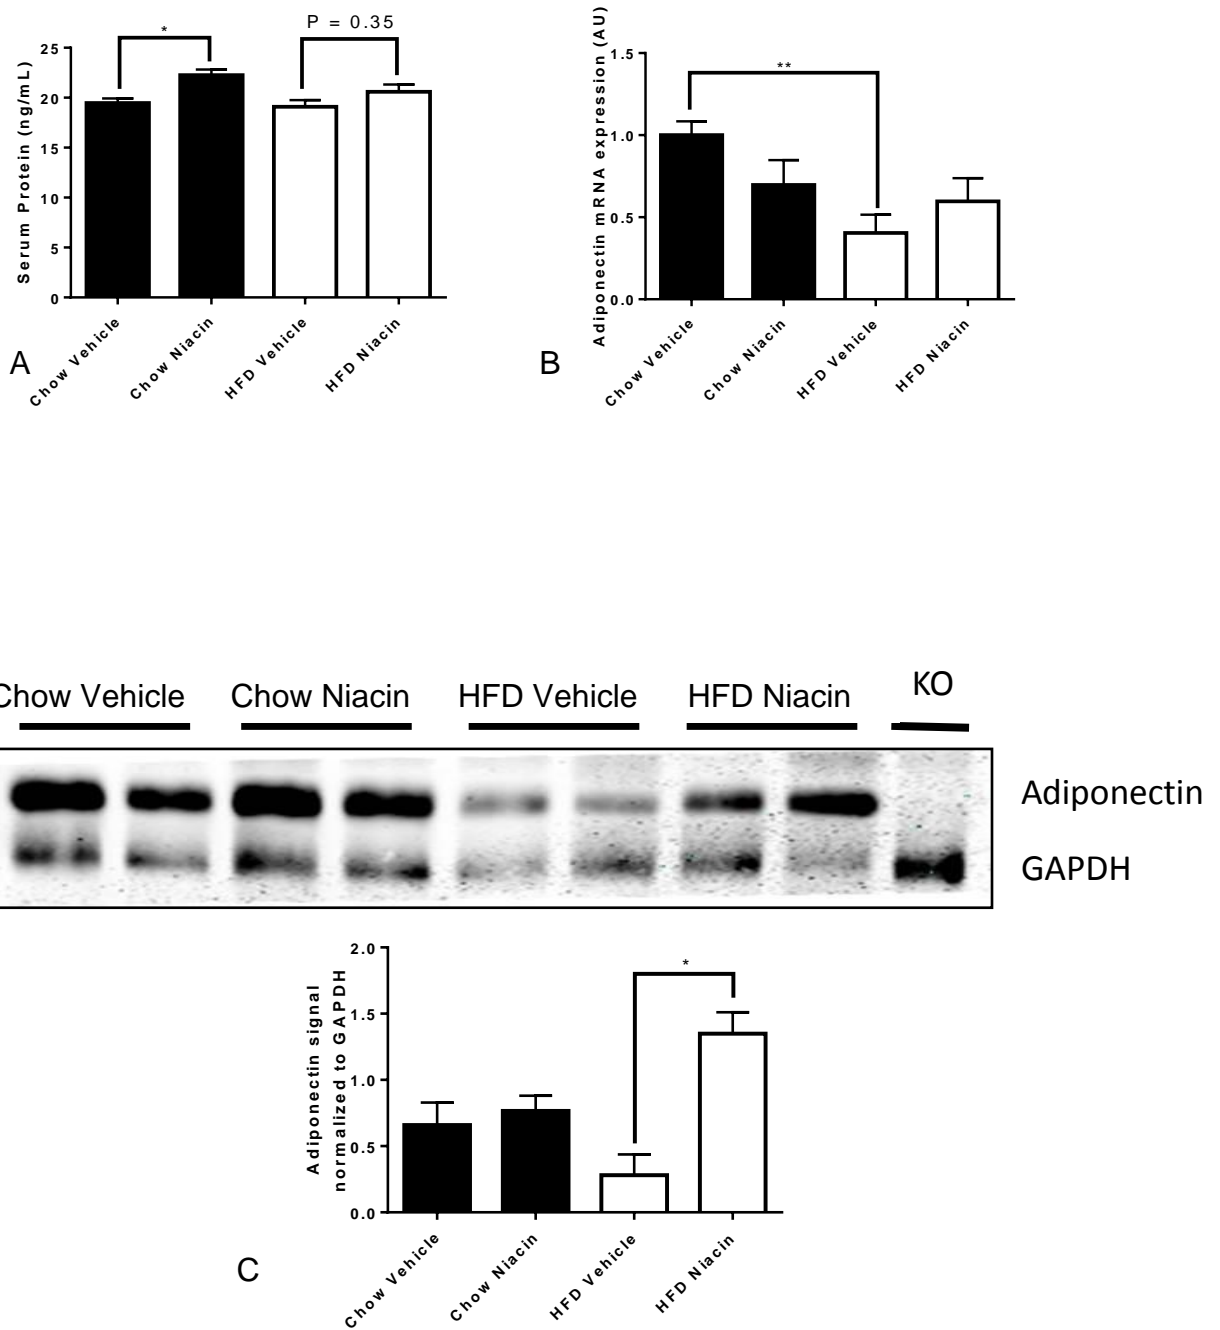 P = 0.35
*
Serum Protein (ng/mL)
25
20
15
10
5
0
Chow Vehicle
Chow Niacin
HFD Vehicle
HFD Niacin
A
**
Adiponectin mRNA expression (AU)
1.5
1.0
0.5
0.0
Chow Vehicle
Chow Niacin
HFD Vehicle
HFD Niacin
B
Chow Vehicle Chow Niacin HFD Vehicle HFD Niacin KO
Adiponectin
GAPDH
*
Adiponectin signal
normalized to GAPDH
2.0
1.5
1.0
0.5
0.0
Chow Vehicle
Chow Niacin
HFD Vehicle
HFD Niacin
C